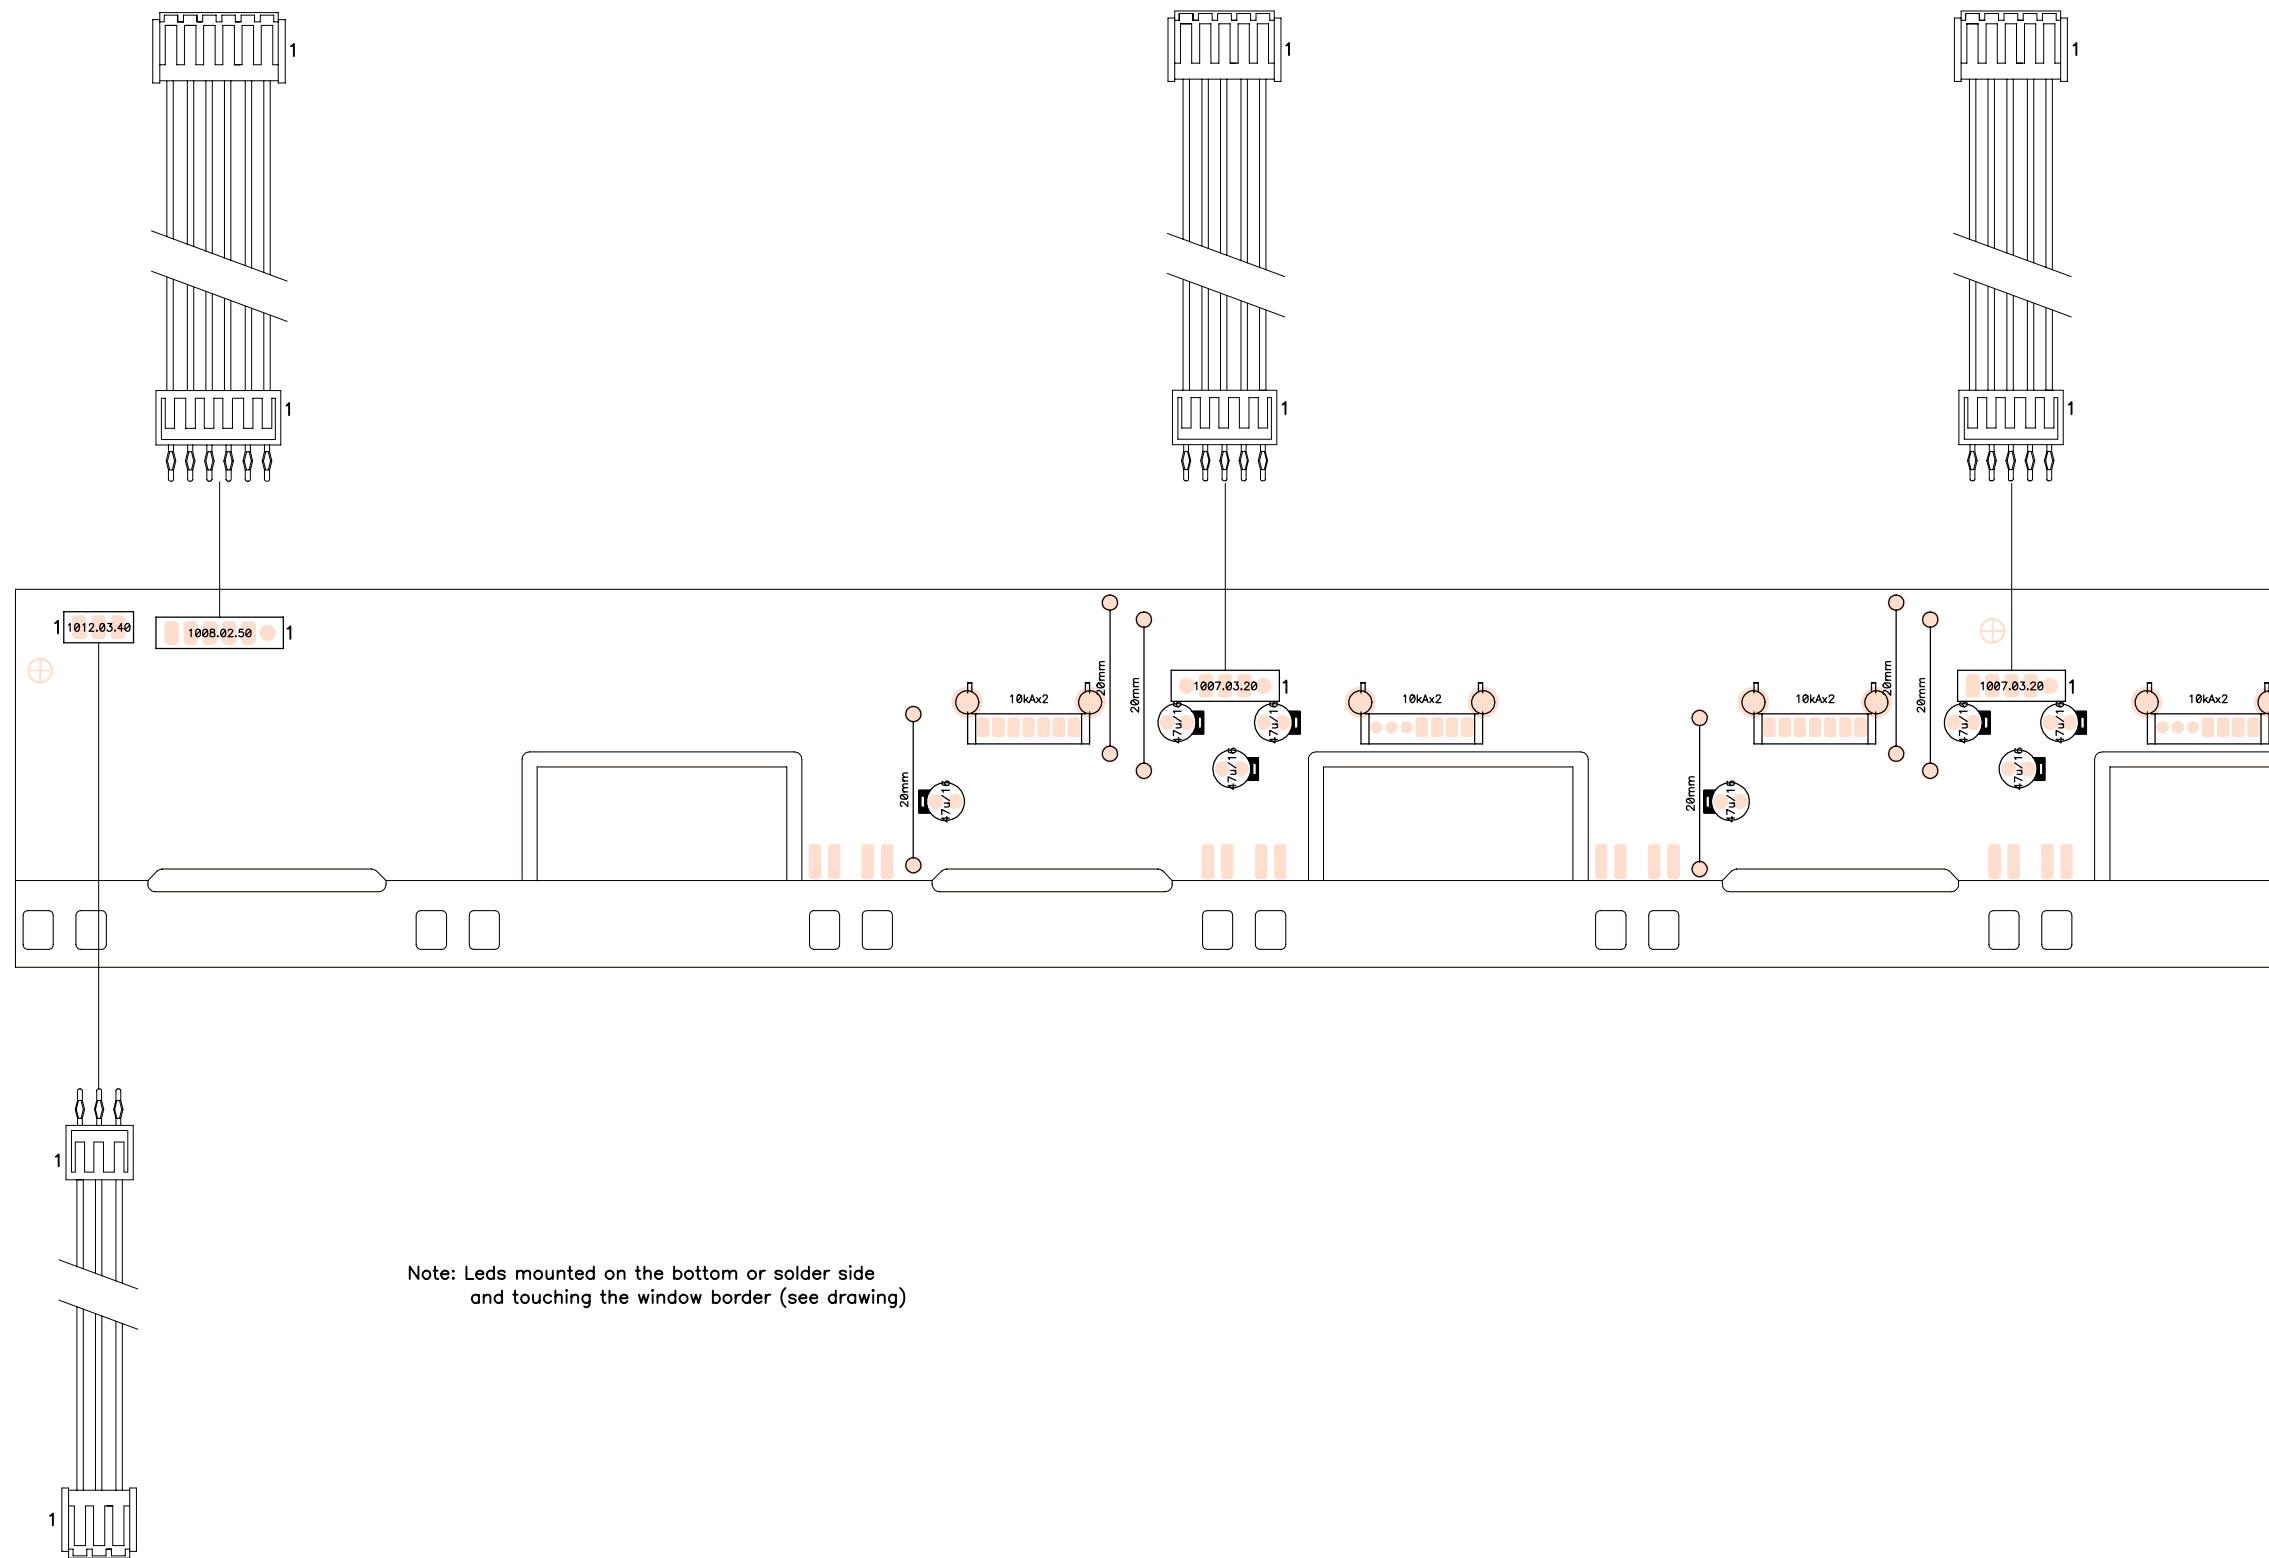 1
1
1
1
1
1
1
1012.03.40
1008.02.50
1
20mm
20mm
10kAx2
1007.03.20
1
10kAx2
47u/16
47u/16
47u/16
20mm
47u/16
20mm
20mm
10kAx2
1007.03.20
1
10kAx2
47u/16
47u/16
47u/16
20mm
47u/16
1
Note: Leds mounted on the bottom or solder side
and touching the window border (see drawing)
1